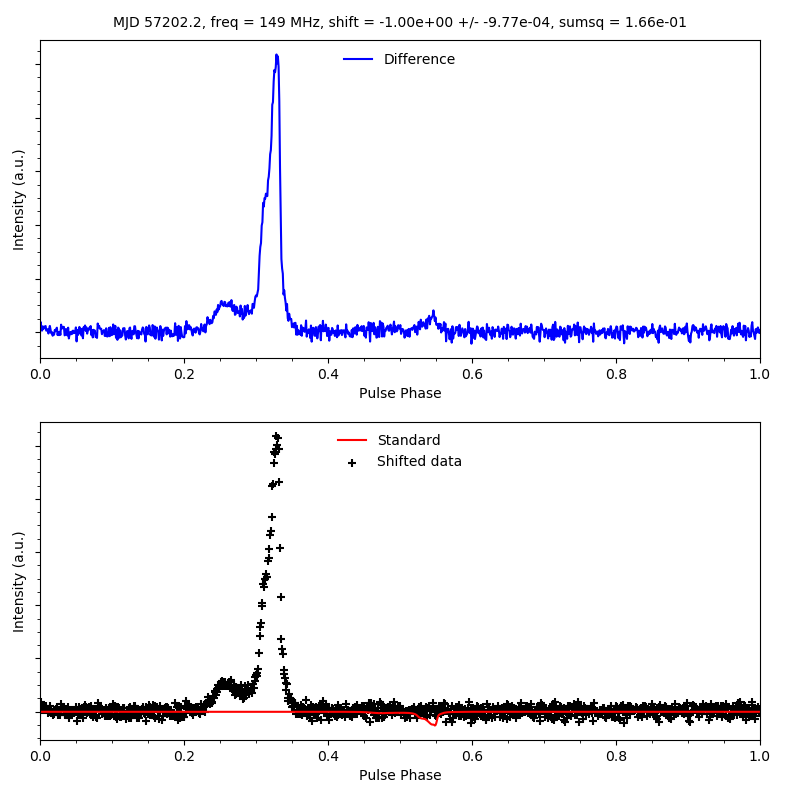 MJD 57202.2, freq = 149 MHz, shift = -1.00e+00 +/- -9.77e-04, sumsq = 1.66e-01
Difference
Intensity (a.u.)
0.0 0.2 0.4 0.6 0.8 1.0
Pulse Phase
Standard
Shifted data
Intensity (a.u.)
0.0 0.2 0.4 0.6 0.8 1.0
Pulse Phase